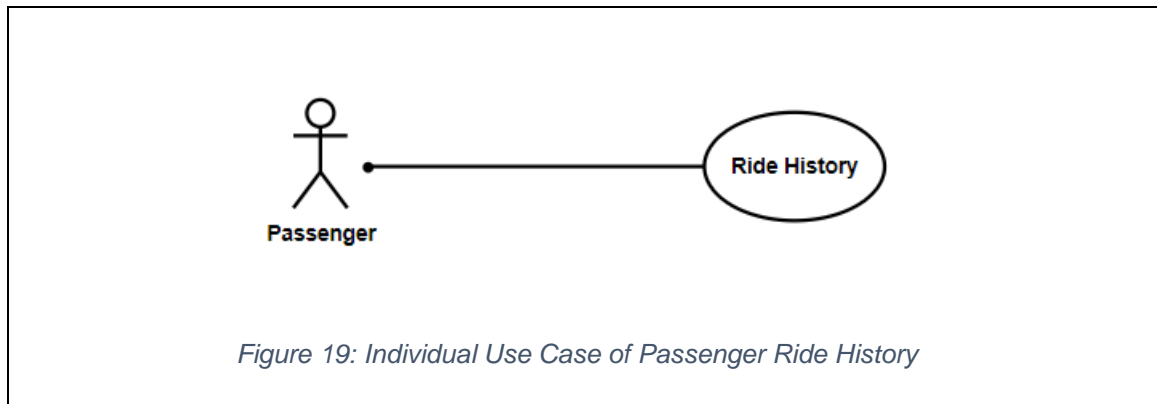 Ride History
Passenger
Figure 19: Individual Use Case of Passenger Ride History